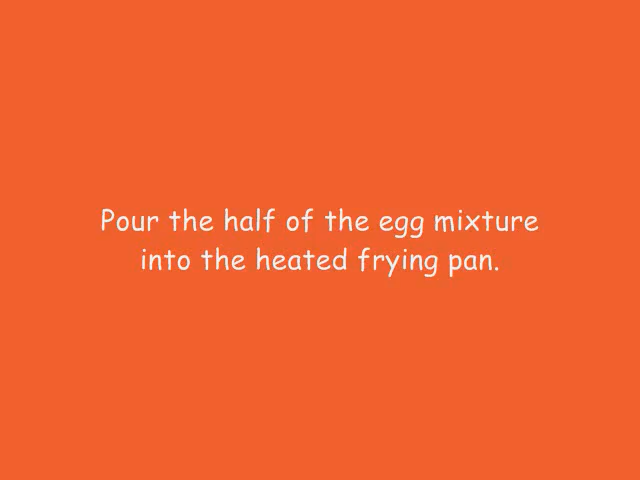 Pour the half of the egg mixture
into the heated frying pan.